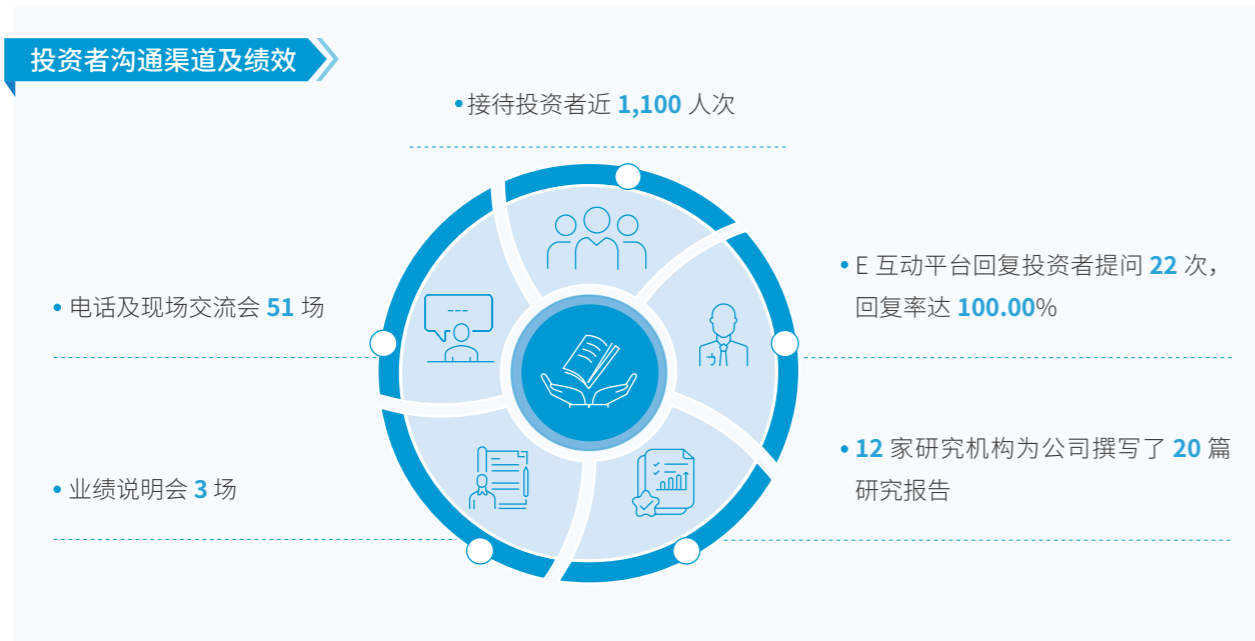 投资者沟通渠道及绩效
•接待投资者近 1,100 人次
•E 互动平台回复投资者提问 22 次，
回复率达 100.00%
•电话及现场交流会 51 场
•12 家研究机构为公司撰写了 20 篇
研究报告
•业绩说明会 3 场